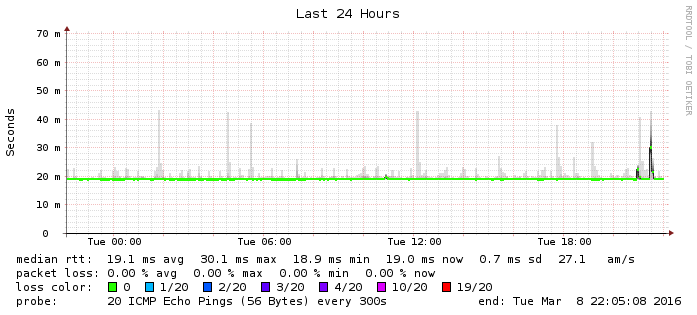 Last 24 Hours
RRDTOOL / TOBI OETIKER
70 m
60 m
50 m
40 m
30 m
20 m
10 m
0
Seconds
Tue 00:00 Tue 06:00 Tue 12:00 Tue 18:00
median rtt: 19.1 ms avg 30.1 ms max 18.9 ms min 19.0 ms now 0.7 ms sd 27.1 am/s
packet loss: 0.00 % avg 0.00 % max 0.00 % min 0.00 % now
loss color: 0 1/20 2/20 3/20 4/20 10/20 19/20
probe: 20 ICMP Echo Pings (56 Bytes) every 300s end: Tue Mar 8 22:05:08 2016